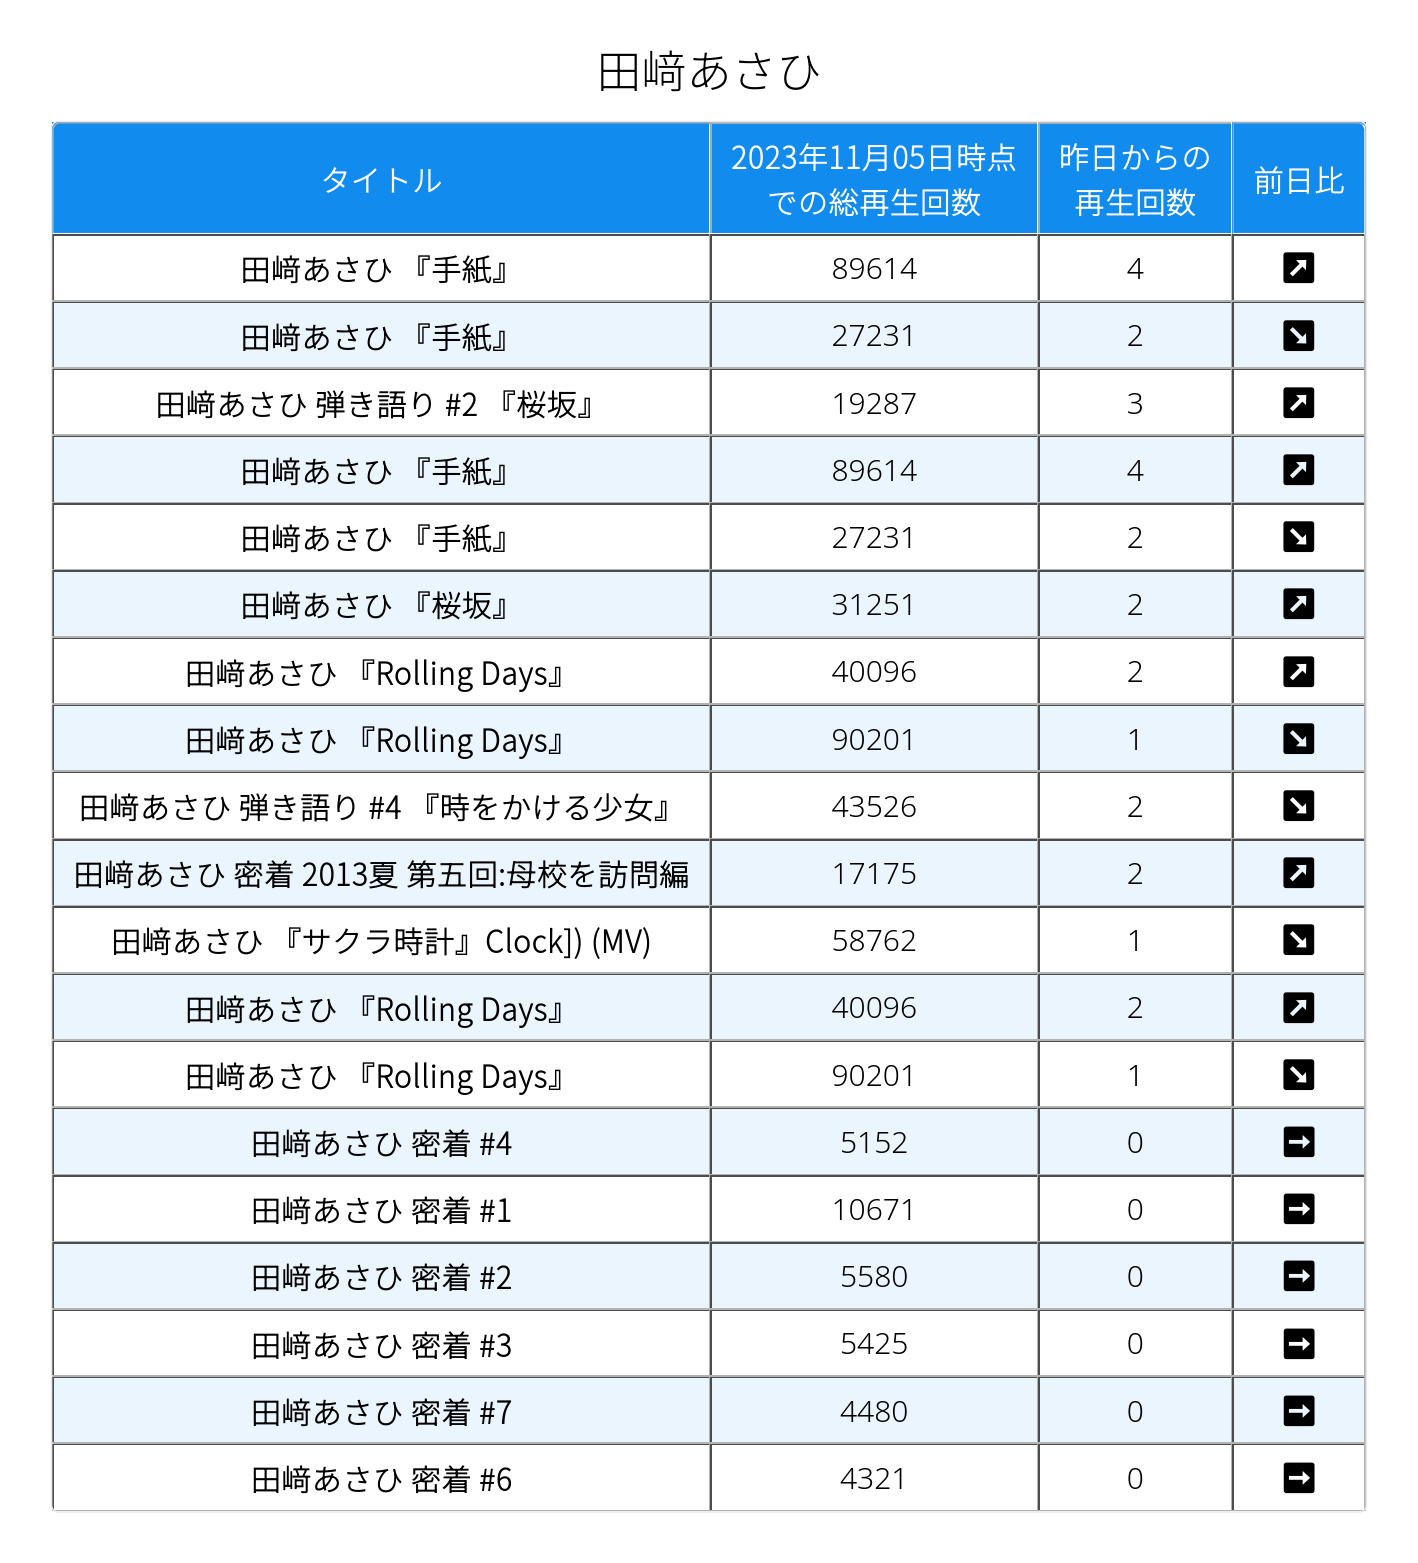 田﨑あさひ
タイトル 2023年11月05日時点 昨日からの 前日比
での総再生回数 再生回数
田﨑あさひ 『手紙』 89614 4 ↗
田﨑あさひ 『手紙』 27231 2 ↘
田﨑あさひ 弾き語り #2 『桜坂』 19287 3 ↗
田﨑あさひ 『手紙』 89614 4 ↗
田﨑あさひ 『手紙』 27231 2 ↘
田﨑あさひ 『桜坂』 31251 2 ↗
田﨑あさひ 『Rolling Days』 40096 2 ↗
田﨑あさひ 『Rolling Days』 90201 1 ↘
田﨑あさひ 弾き語り #4 『時をかける少女』 43526 2 ↘
田﨑あさひ 密着 2013夏 第五回:母校を訪問編 17175 2 ↗
田﨑あさひ 『サクラ時計』Clock]) (MV) 58762 1 ↘
田﨑あさひ 『Rolling Days』 40096 2 ↗
田﨑あさひ 『Rolling Days』 90201 1 ↘
田﨑あさひ 密着 #4 5152 0 →
田﨑あさひ 密着 #1 10671 0 →
田﨑あさひ 密着 #2 5580 0 →
田﨑あさひ 密着 #3 5425 0 →
田﨑あさひ 密着 #7 4480 0 →
田﨑あさひ 密着 #6 4321 0 →